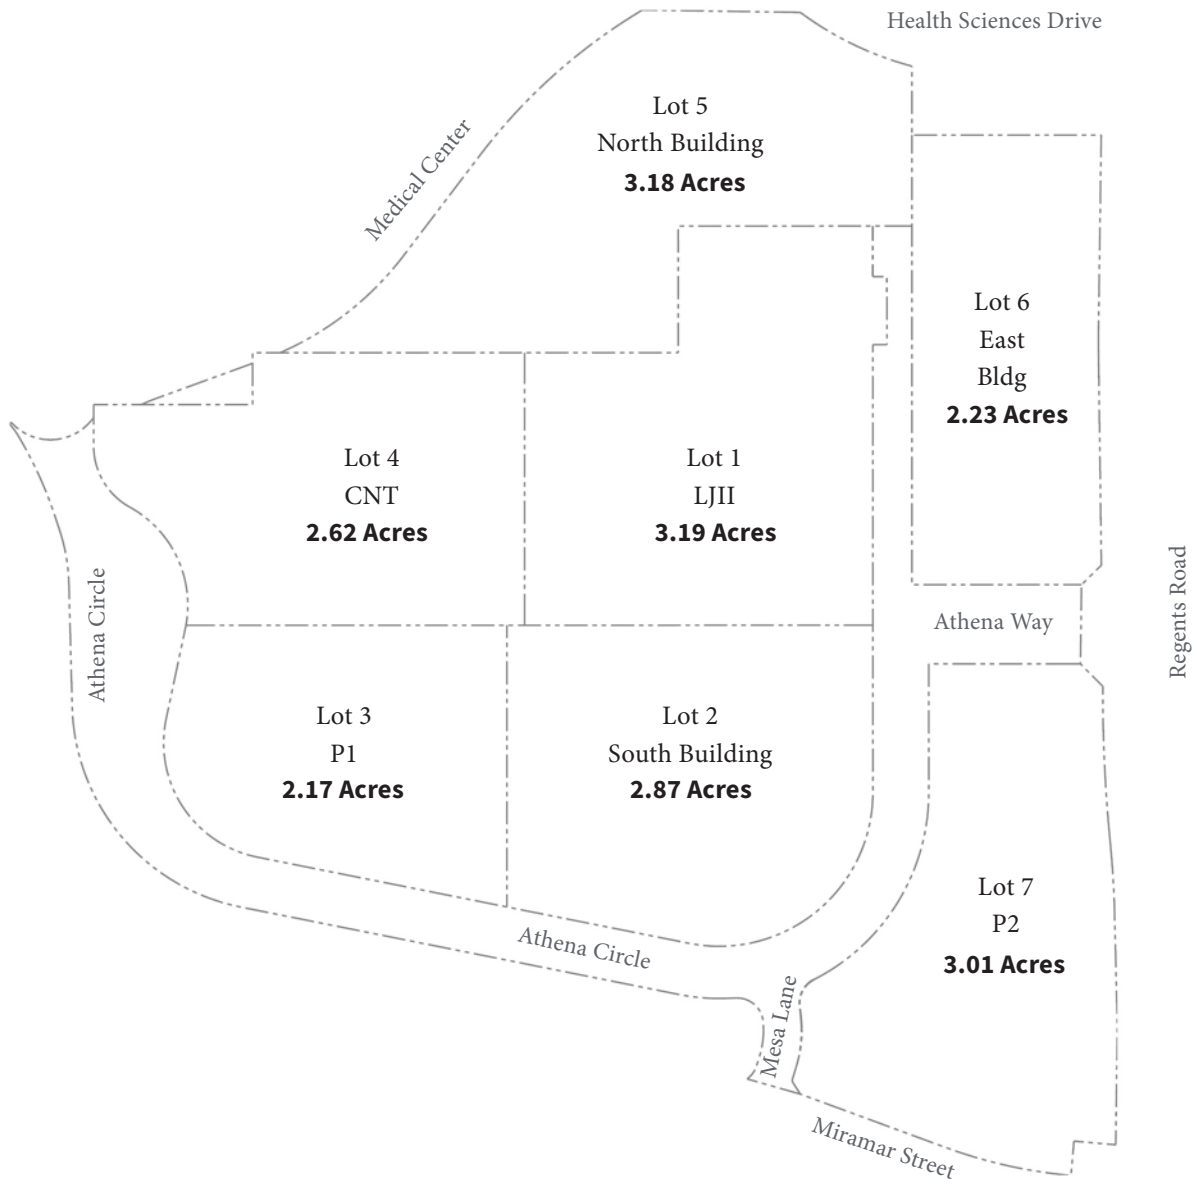 Health Sciences Drive
Lot 5
North Building
3.18 Acres
Medical Center
Lot 6
East
Bldg
2.23 Acres
Lot 4
CNT
2.62 Acres
Lot 1
LJII
3.19 Acres
Athena Circle
Athena Way
Regents Road
Lot 3
P1
2.17 Acres
Lot 2
South Building
2.87 Acres
Lot 7
P2
3.01 Acres
Athena Circle
Mesa Lane
Miramar Street